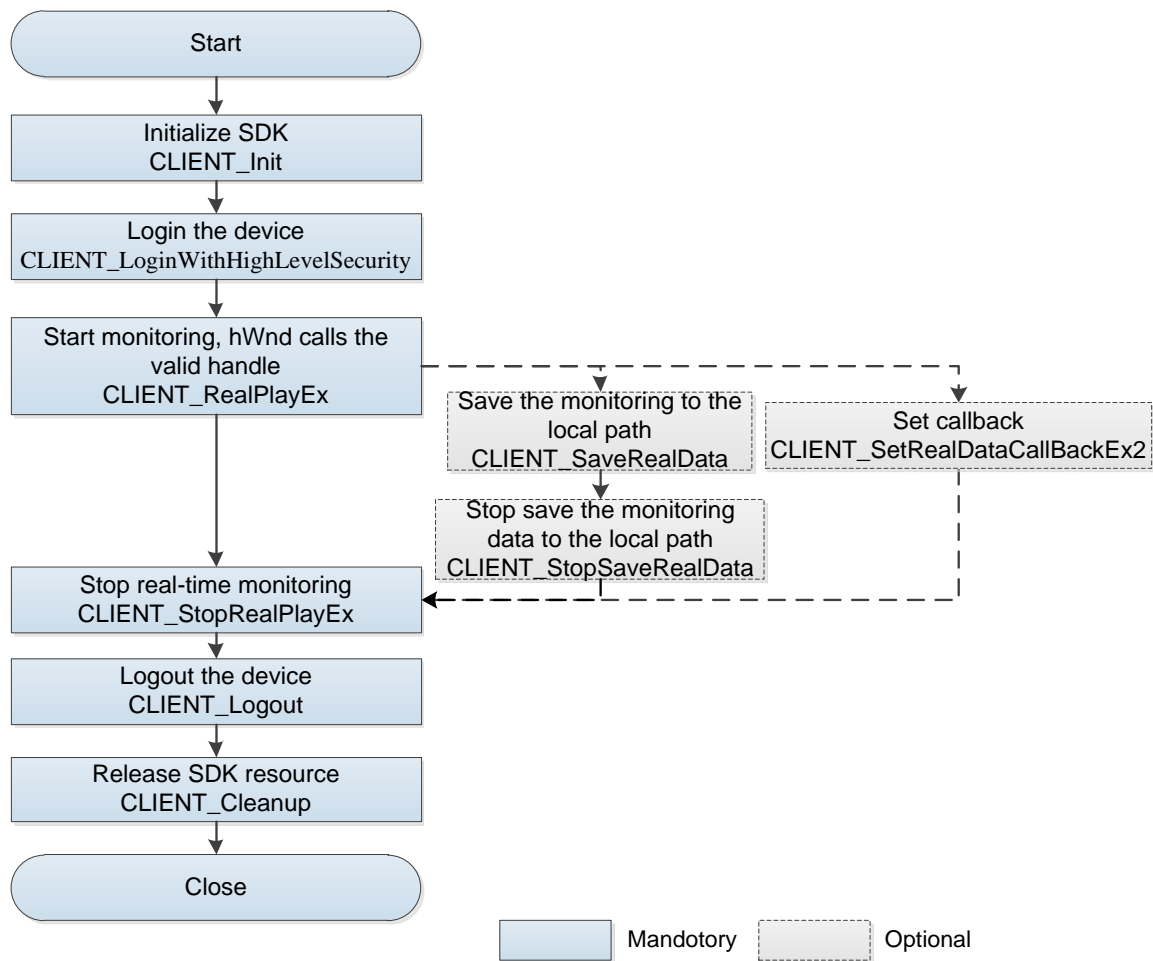 Start
Initialize SDK
CLIENT_Init
Login the device
CLIENT_LoginWithHighLevelSecurity
Start monitoring, hWnd calls the
valid handle
CLIENT_RealPlayEx
Save the monitoring to the
local path
CLIENT_SaveRealData
Set callback
CLIENT_SetRealDataCallBackEx2
Stop save the monitoring
data to the local path
CLIENT_StopSaveRealData
Stop real-time monitoring
CLIENT_StopRealPlayEx
Logout the device
CLIENT_Logout
Release SDK resource
CLIENT_Cleanup
Close
Mandotory
Optional